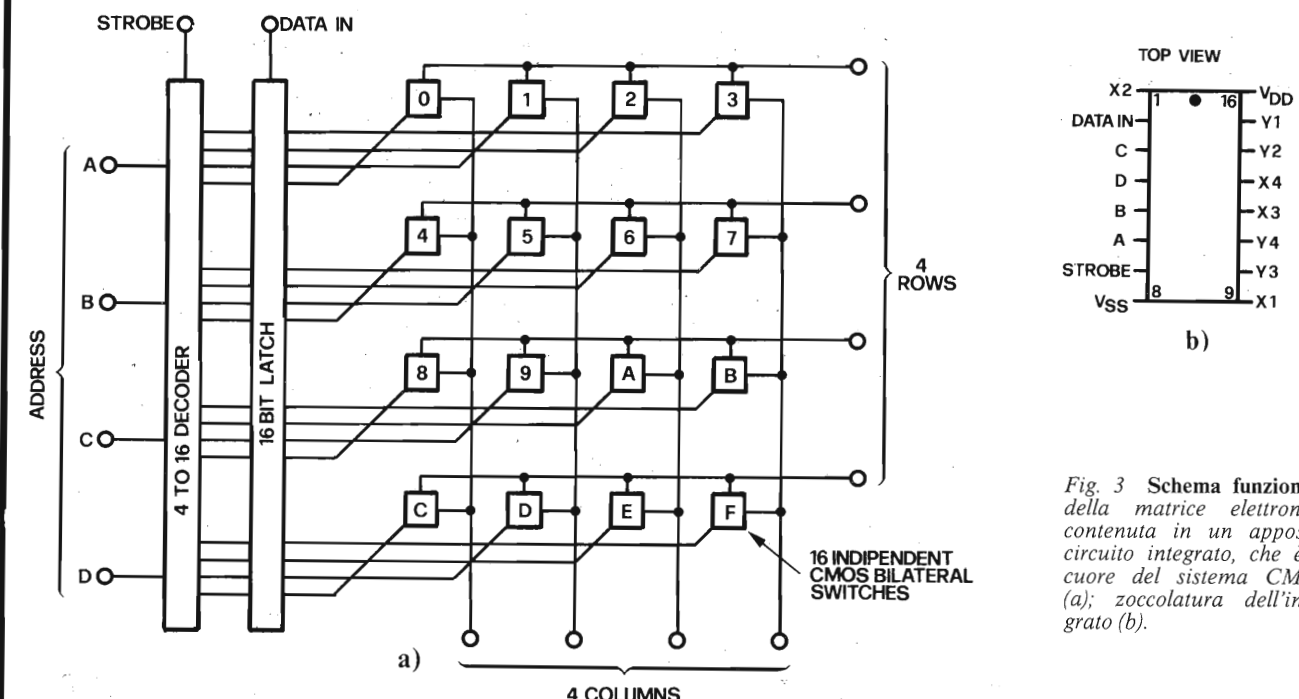 STROBE
DATA IN
0
1
2
3
A
4
5
6
7
B
8
9
A
B
C
C
D
E
F
D
ADDRESS
4 TO 16 DECODER
16 BIT LATCH
4
ROWS
16 INDIPENDENT
CMOS BILATERAL
SWITCHES
a)
4 COLUMNS
TOP VIEW
X2 1 16 VDD
DATA IN Y1
C Y2
D X4
B X3
A Y4
STROBE Y3
VSS 8 9 X1
b)
Fig. 3 Schema funzion
della matrice elettron
contenuta in un appos
circuito integrato, che è
cuore del sistema CM
(a); zoccolatura dell'in
grato (b).